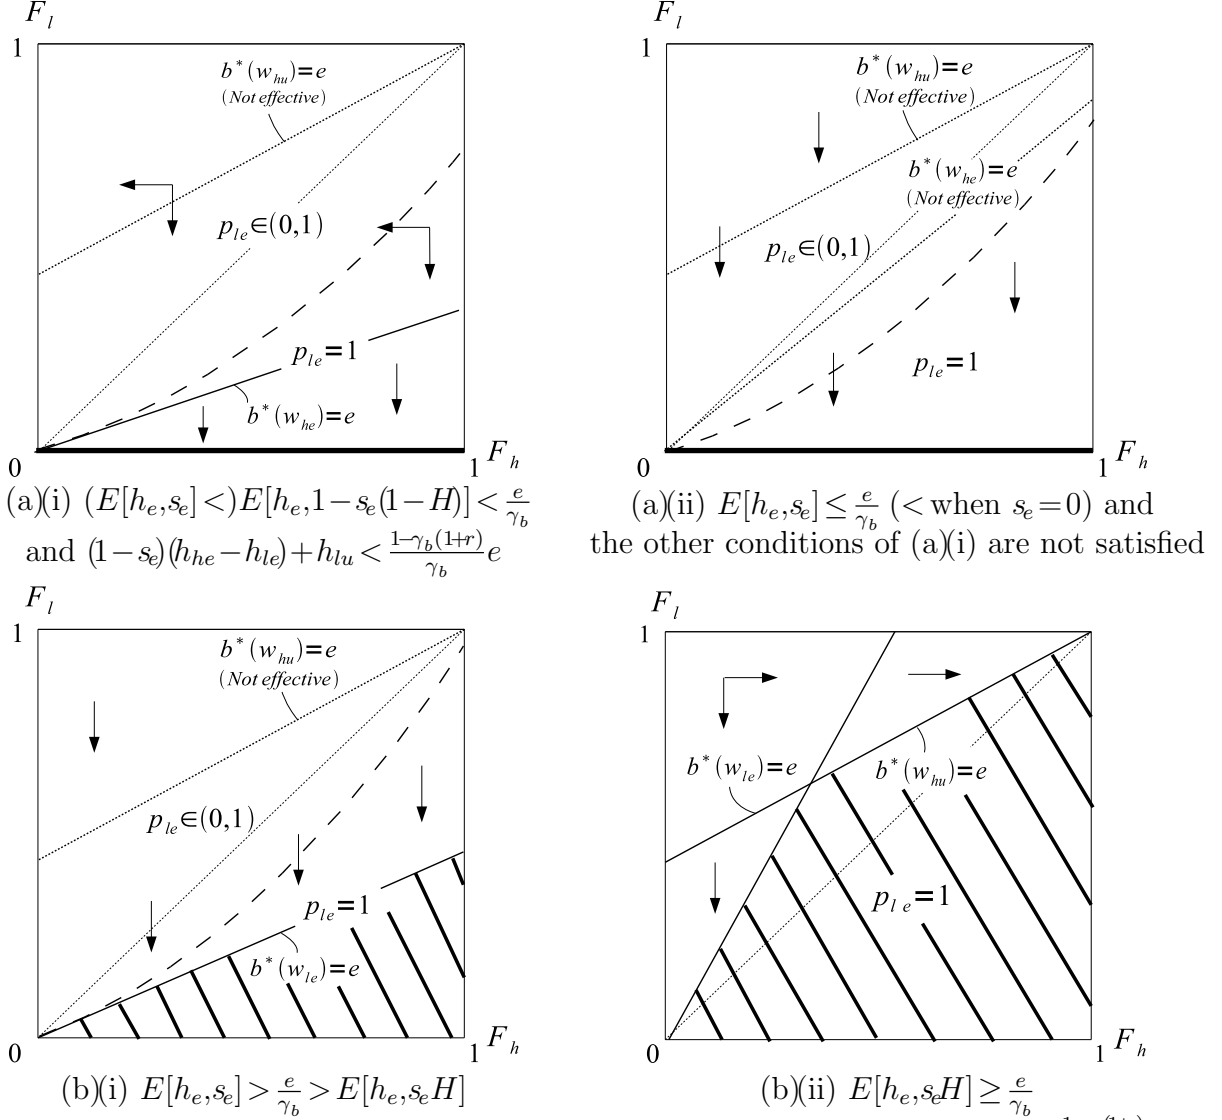 F_l
1
b*(w_hu)=e
(Not effective)
p_le∈(0,1)
p_le=1
b*(w_he)=e
0
1
F_h
(a)(i) (E[h_e,s_e]<)E[h_e,1−s_e(1−H)]<e/γ_b
and (1−s_e)(h_he−h_le)+h_lu<(1−γ_b(1+r))/γ_b e
F_l
1
b*(w_hu)=e
(Not effective)
b*(w_he)=e
(Not effective)
p_le∈(0,1)
p_le=1
0
1
F_h
(a)(ii) E[h_e,s_e]≤e/γ_b (< when s_e=0) and
the other conditions of (a)(i) are not satisfied
F_l
1
b*(w_hu)=e
(Not effective)
p_le∈(0,1)
p_le=1
b*(w_le)=e
0
1
F_h
(b)(i) E[h_e,s_e]>e/γ_b>E[h_e,s_eH]
F_l
1
b*(w_le)=e
b*(w_hu)=e
p_l e=1
0
1
F_h
(b)(ii) E[h_e,s_eH]≥e/γ_b